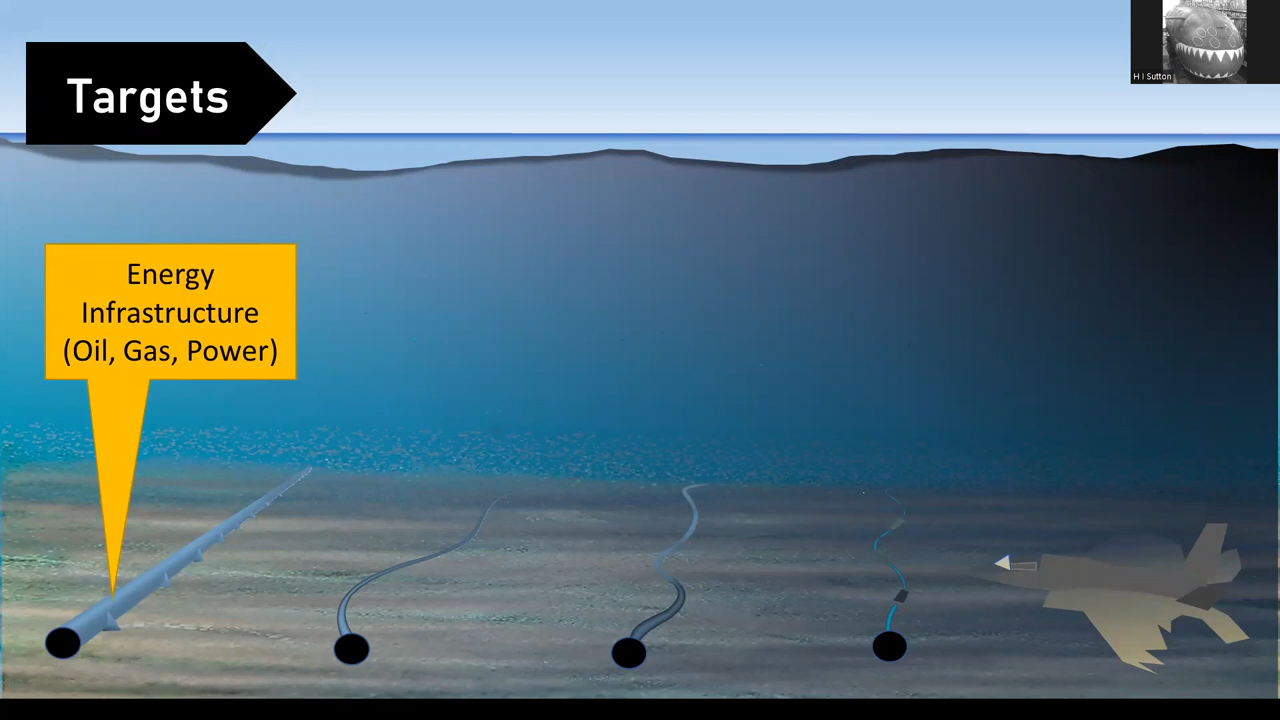 Targets
H I Sutton
Energy
Infrastructure
(Oil, Gas, Power)